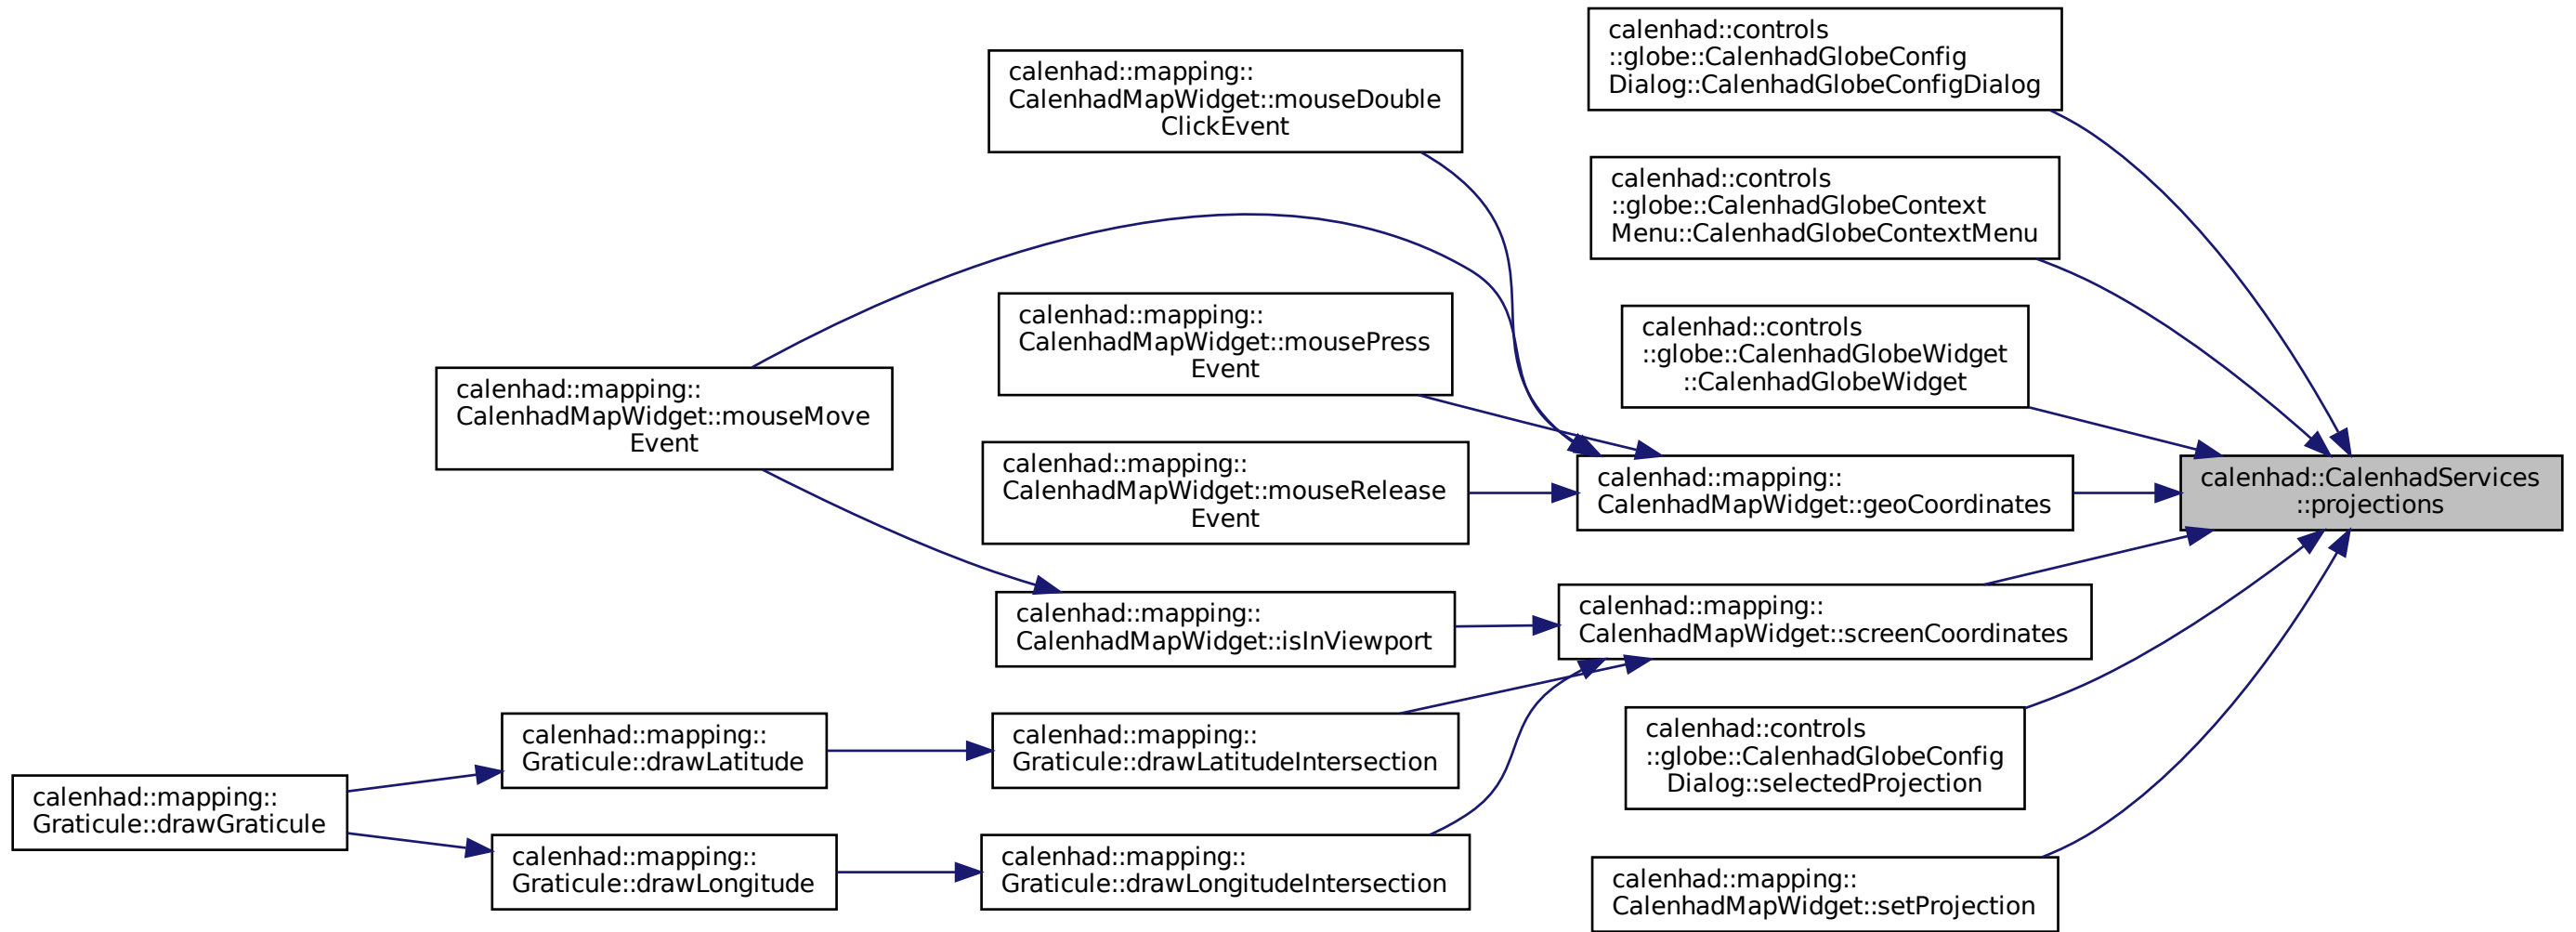 calenhad::controls
::globe::CalenhadGlobeConfig
Dialog::CalenhadGlobeConfigDialog
calenhad::mapping::
CalenhadMapWidget::mouseDouble
ClickEvent
calenhad::controls
::globe::CalenhadGlobeContext
Menu::CalenhadGlobeContextMenu
calenhad::mapping::
CalenhadMapWidget::mousePress
Event
calenhad::controls
::globe::CalenhadGlobeWidget
::CalenhadGlobeWidget
calenhad::mapping::
CalenhadMapWidget::mouseMove
Event
calenhad::mapping::
CalenhadMapWidget::mouseRelease
Event
calenhad::mapping::
CalenhadMapWidget::geoCoordinates
calenhad::CalenhadServices
::projections
calenhad::mapping::
CalenhadMapWidget::isInViewport
calenhad::mapping::
CalenhadMapWidget::screenCoordinates
calenhad::mapping::
Graticule::drawLatitude
calenhad::mapping::
Graticule::drawLatitudeIntersection
calenhad::controls
::globe::CalenhadGlobeConfig
Dialog::selectedProjection
calenhad::mapping::
Graticule::drawGraticule
calenhad::mapping::
Graticule::drawLongitude
calenhad::mapping::
Graticule::drawLongitudeIntersection
calenhad::mapping::
CalenhadMapWidget::setProjection